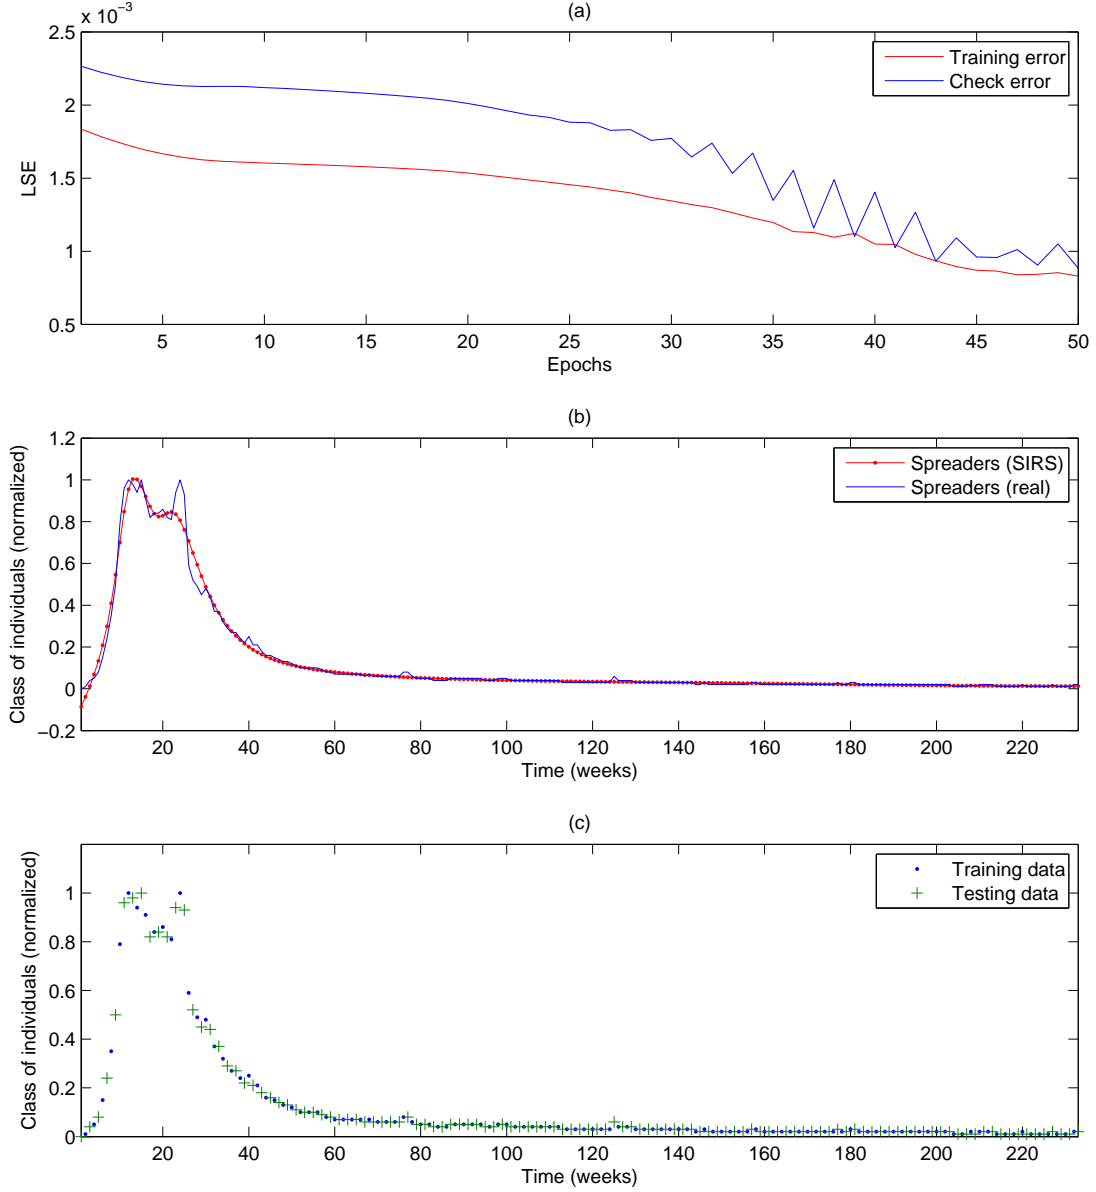 (a)
x 10⁻³
2.5
2
1.5
1
0.5
LSE
Training error
Check error
5 10 15 20 25 30 35 40 45 50
Epochs
(b)
1.2
1
0.8
0.6
0.4
0.2
0
−0.2
Class of individuals (normalized)
Spreaders (SIRS)
Spreaders (real)
20 40 60 80 100 120 140 160 180 200 220
Time (weeks)
(c)
1
0.8
0.6
0.4
0.2
0
Class of individuals (normalized)
Training data
Testing data
20 40 60 80 100 120 140 160 180 200 220
Time (weeks)